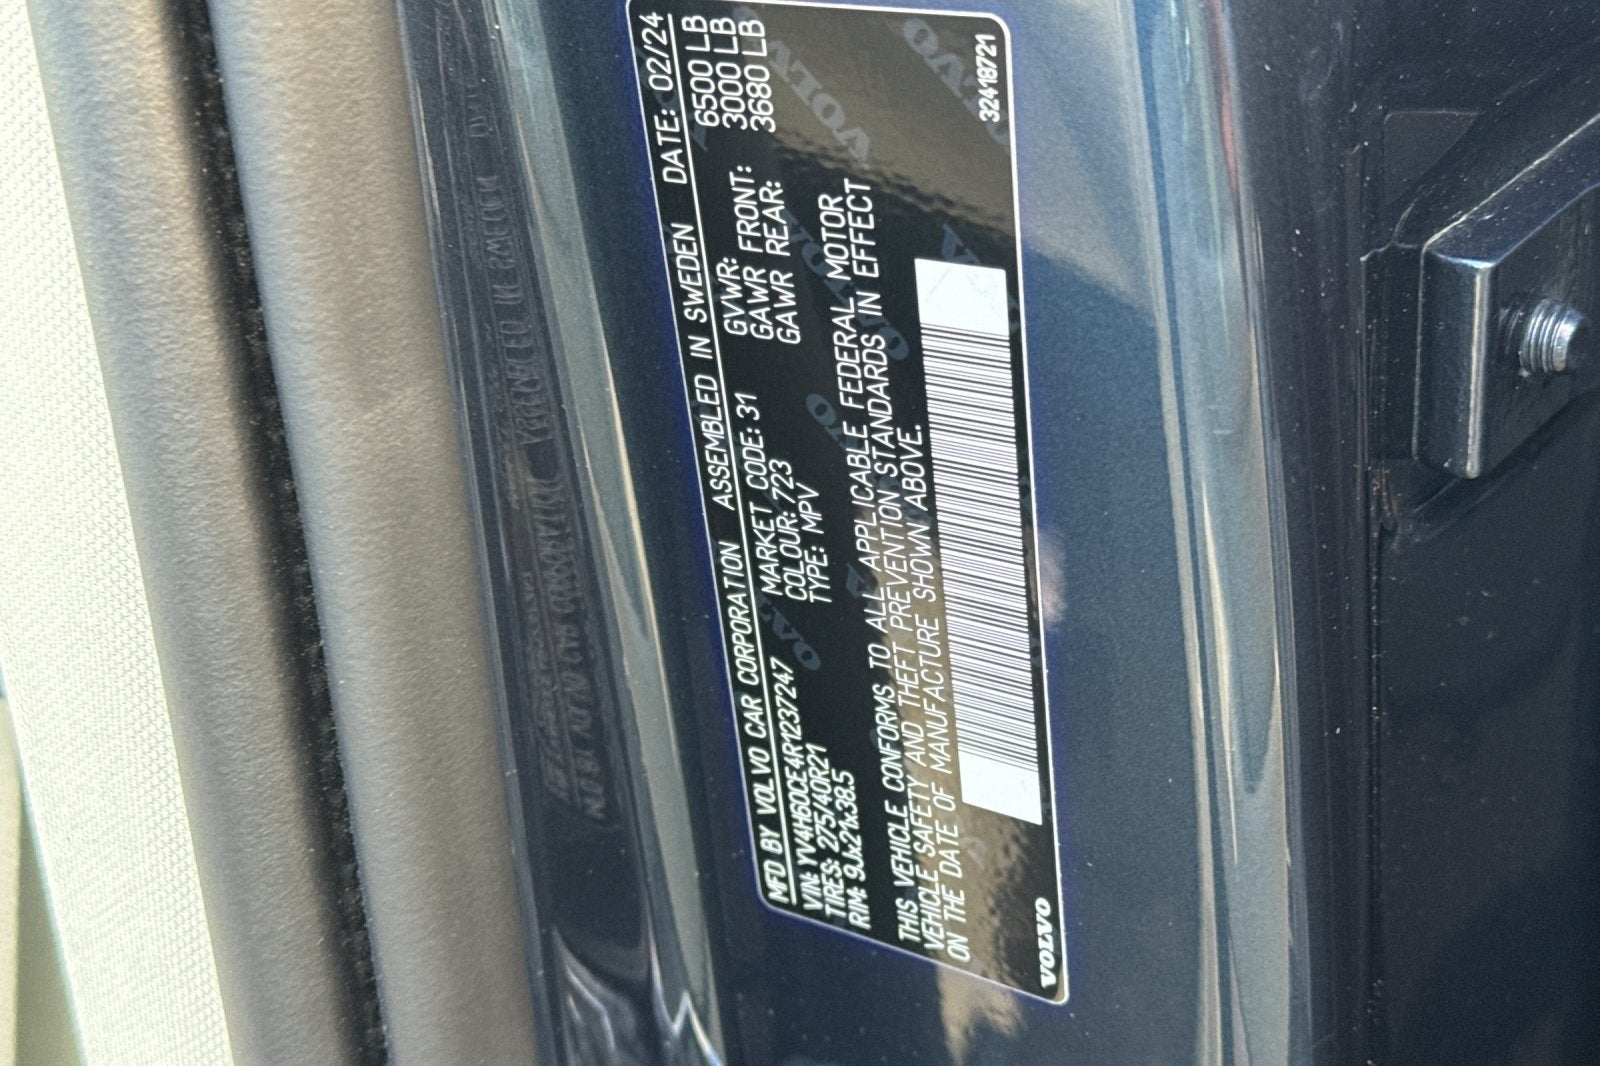 MFD BY VOLVO CAR CORPORATION ASSEMBLED IN SWEDEN DATE: 02/24
VIN: YV4H60CE4R1237247 MARKET CODE: 31 GVWR: 6500 LB
TIRES: 275/40R21 COLOUR: 723 GAWR FRONT: 3000 LB
RIM: 9Jx21x38.5 TYPE: MPV GAWR REAR: 3680 LB
THIS VEHICLE CONFORMS TO ALL APPLICABLE FEDERAL MOTOR
VEHICLE SAFETY AND THEFT PREVENTION STANDARDS IN EFFECT
ON THE DATE OF MANUFACTURE SHOWN ABOVE.
VOLVO 32418721